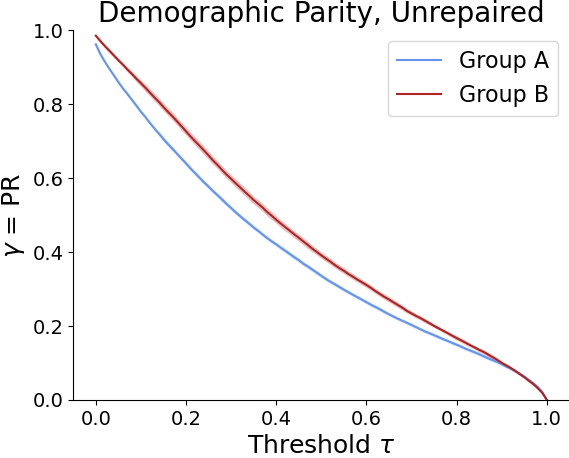 Demographic Parity, Unrepaired
1.0
0.8
0.6
0.4
0.2
0.0
γ = PR
Group A
Group B
0.0 0.2 0.4 0.6 0.8 1.0
Threshold τ